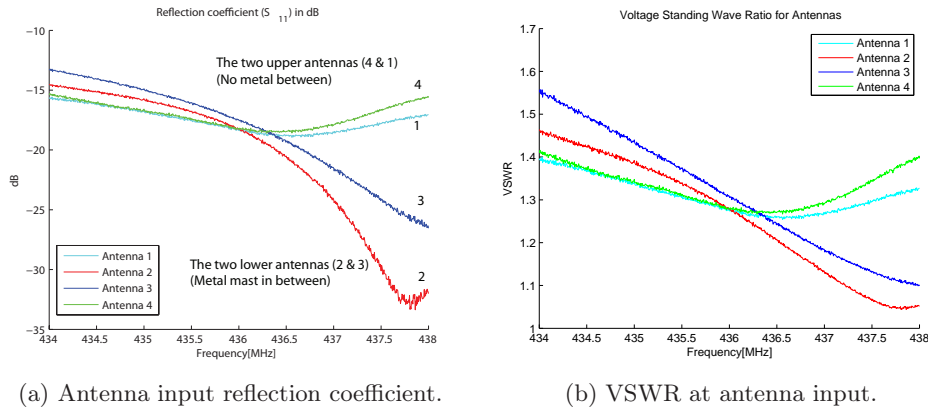 Reflection coefficient (S 11) in dB
−10
−15
−20
−25
−30
−35
dB
The two upper antennas (4 & 1)
(No metal between)
4
1
3
2
The two lower antennas (2 & 3)
(Metal mast in between)
Antenna 1
Antenna 2
Antenna 3
Antenna 4
434 434.5 435 435.5 436 436.5 437 437.5 438
Frequency[MHz]
(a) Antenna input reflection coefficient.
Voltage Standing Wave Ratio for Antennas
1.7
1.6
1.5
1.4
1.3
1.2
1.1
1
VSWR
Antenna 1
Antenna 2
Antenna 3
Antenna 4
434 434.5 435 435.5 436 436.5 437 437.5 438
Frequency[MHz]
(b) VSWR at antenna input.